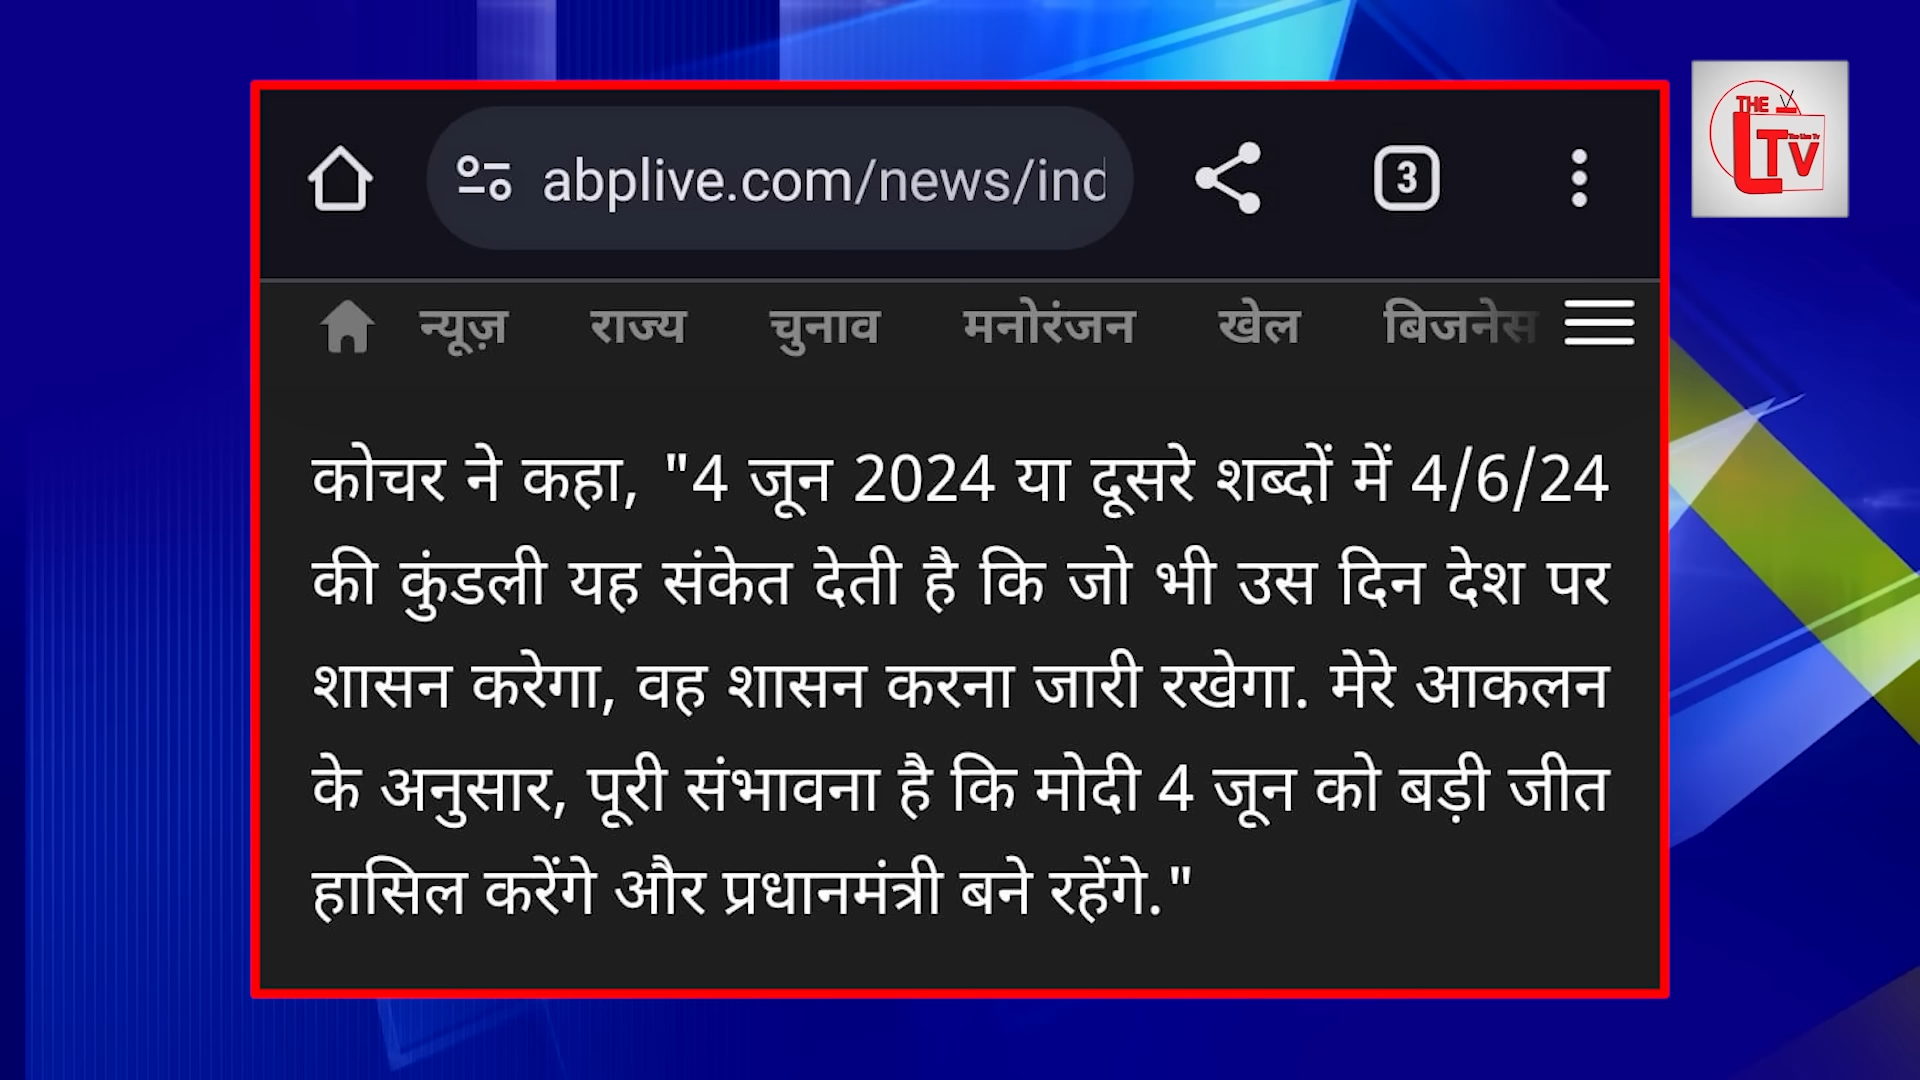 THE
LTV
abplive.com/news/ind
3
न्यूज़ राज्य चुनाव मनोरंजन खेल बिजनेस
कोचर ने कहा, "4 जून 2024 या दूसरे शब्दों में 4/6/24
की कुंडली यह संकेत देती है कि जो भी उस दिन देश पर
शासन करेगा, वह शासन करना जारी रखेगा. मेरे आकलन
के अनुसार, पूरी संभावना है कि मोदी 4 जून को बड़ी जीत
हासिल करेंगे और प्रधानमंत्री बने रहेंगे."